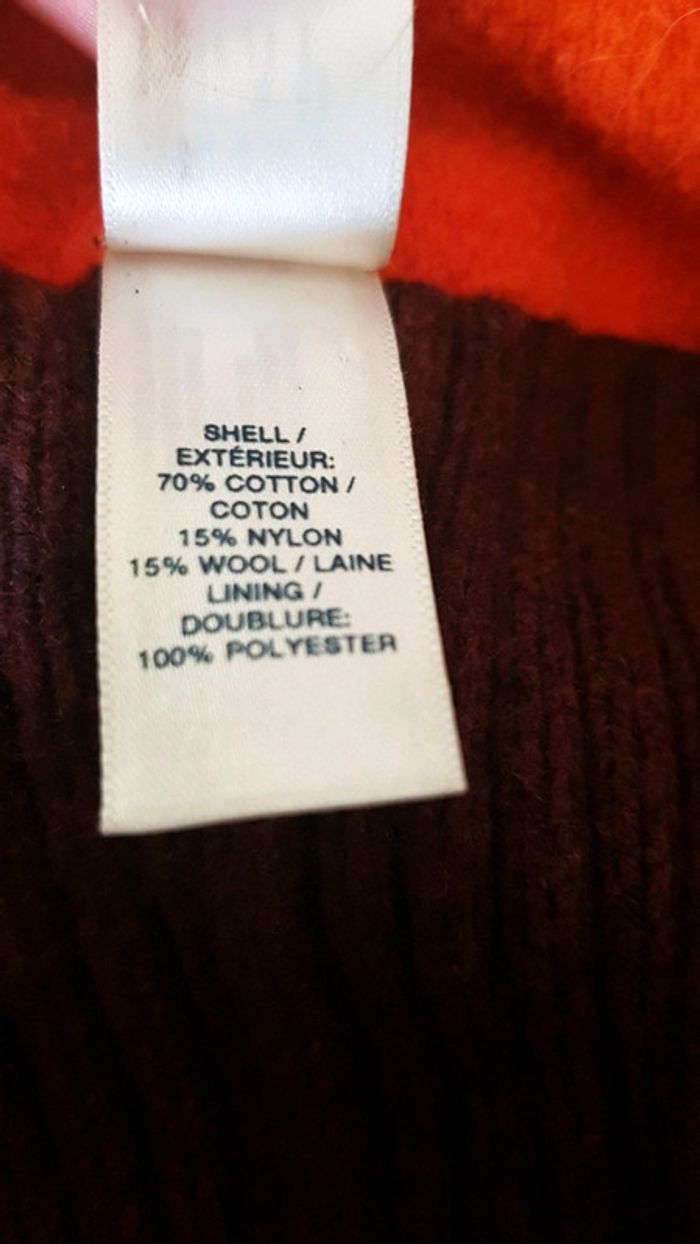 SHELL /
EXTÉRIEUR:
70% COTTON /
COTON
15% NYLON
15% WOOL / LAINE
LINING /
DOUBLURE:
100% POLYESTER